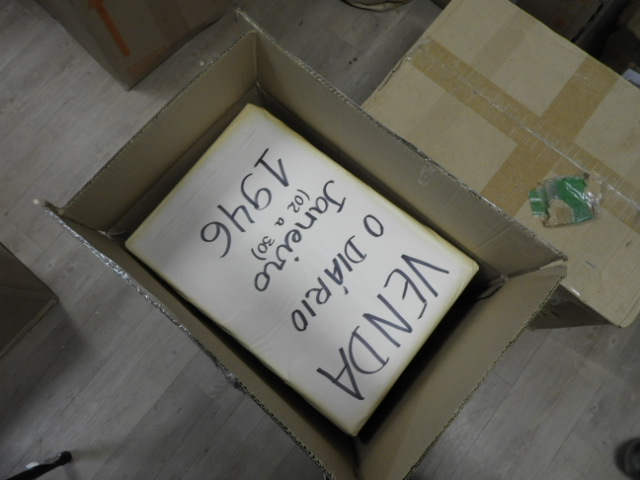 VENDA
O DIÁRIO
Janeiro
(02 a 30)
1946